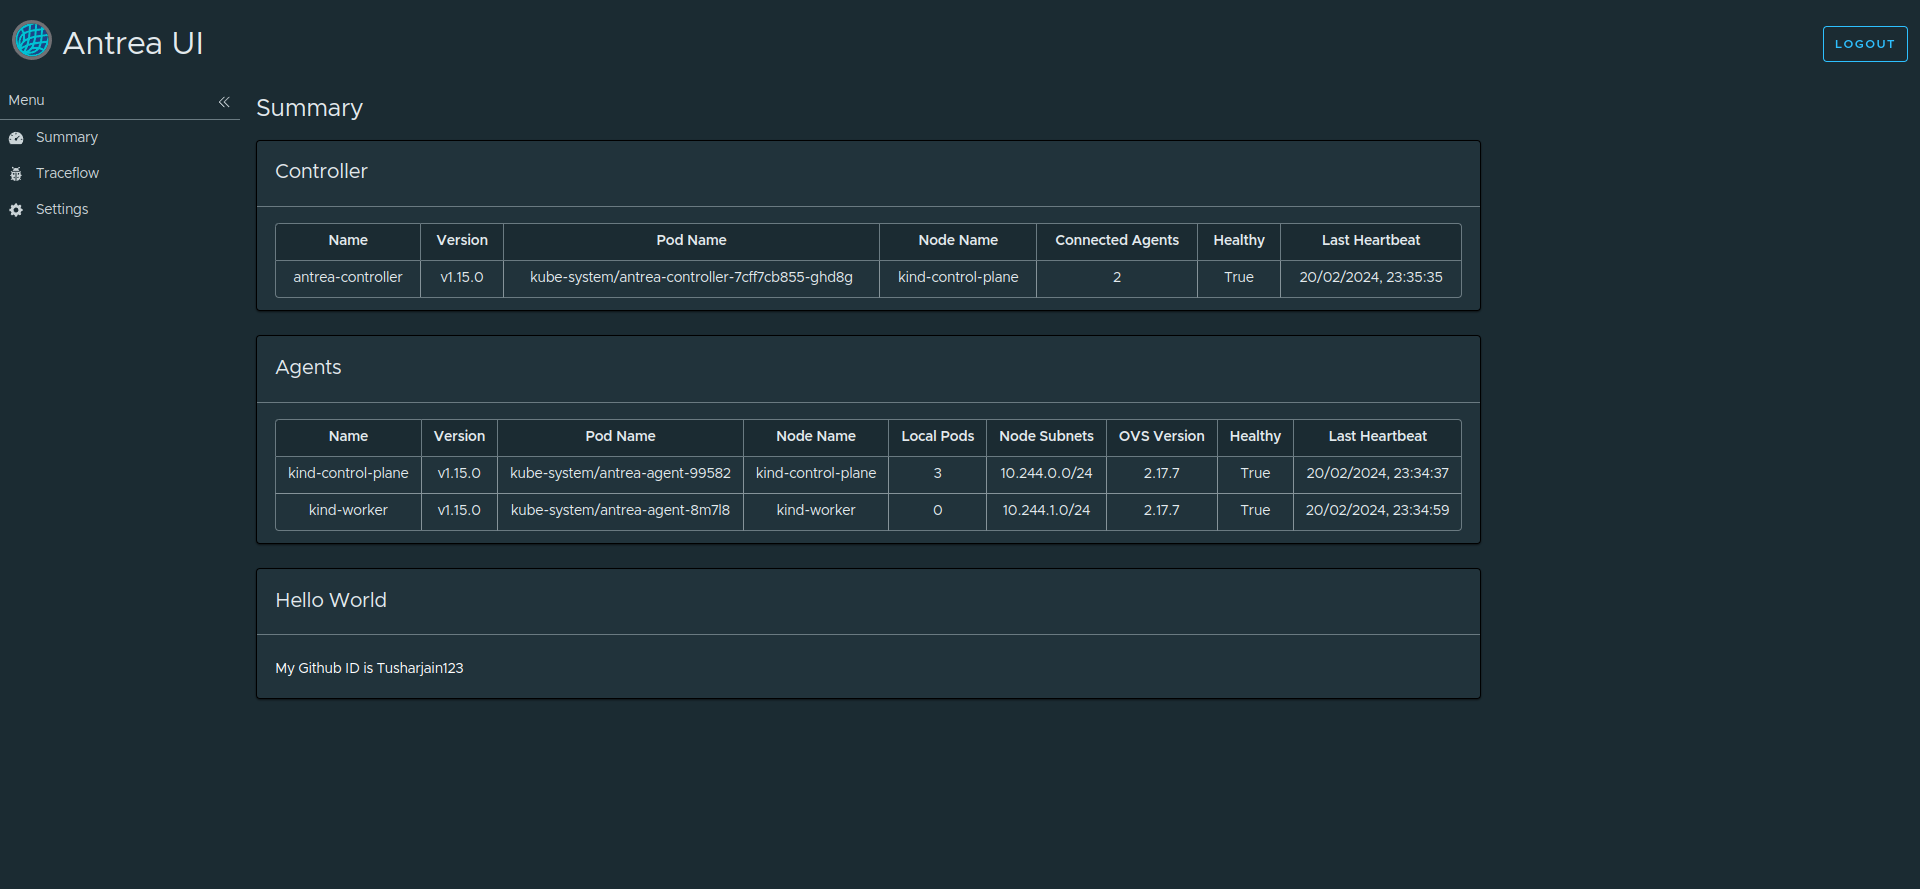 Antrea UI
LOGOUT
Menu
Summary
Traceflow
Settings
Summary
Controller
Name Version Pod Name Node Name Connected Agents Healthy Last Heartbeat
antrea-controller v1.15.0 kube-system/antrea-controller-7cff7cb855-ghd8g kind-control-plane 2 True 20/02/2024, 23:35:35
Agents
Name Version Pod Name Node Name Local Pods Node Subnets OVS Version Healthy Last Heartbeat
kind-control-plane v1.15.0 kube-system/antrea-agent-99582 kind-control-plane 3 10.244.0.0/24 2.17.7 True 20/02/2024, 23:34:37
kind-worker v1.15.0 kube-system/antrea-agent-8m7l8 kind-worker 0 10.244.1.0/24 2.17.7 True 20/02/2024, 23:34:59
Hello World
My Github ID is Tusharjain123